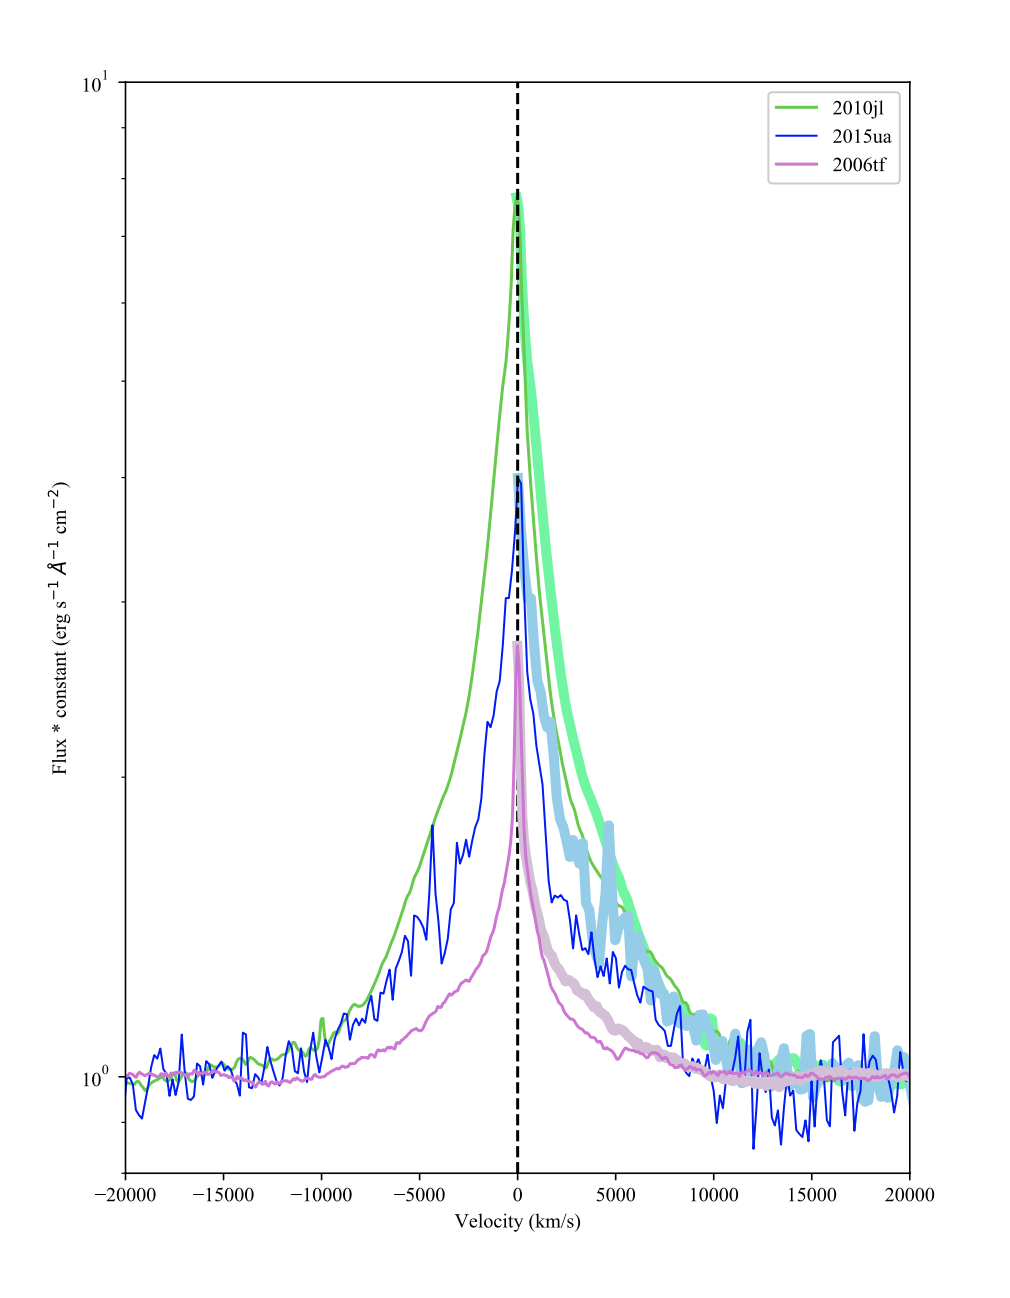 10¹
2010jl
2015ua
2006tf
Flux * constant (erg s⁻¹ Å⁻¹ cm⁻²)
10⁰
−20000 −15000 −10000 −5000 0 5000 10000 15000 20000
Velocity (km/s)